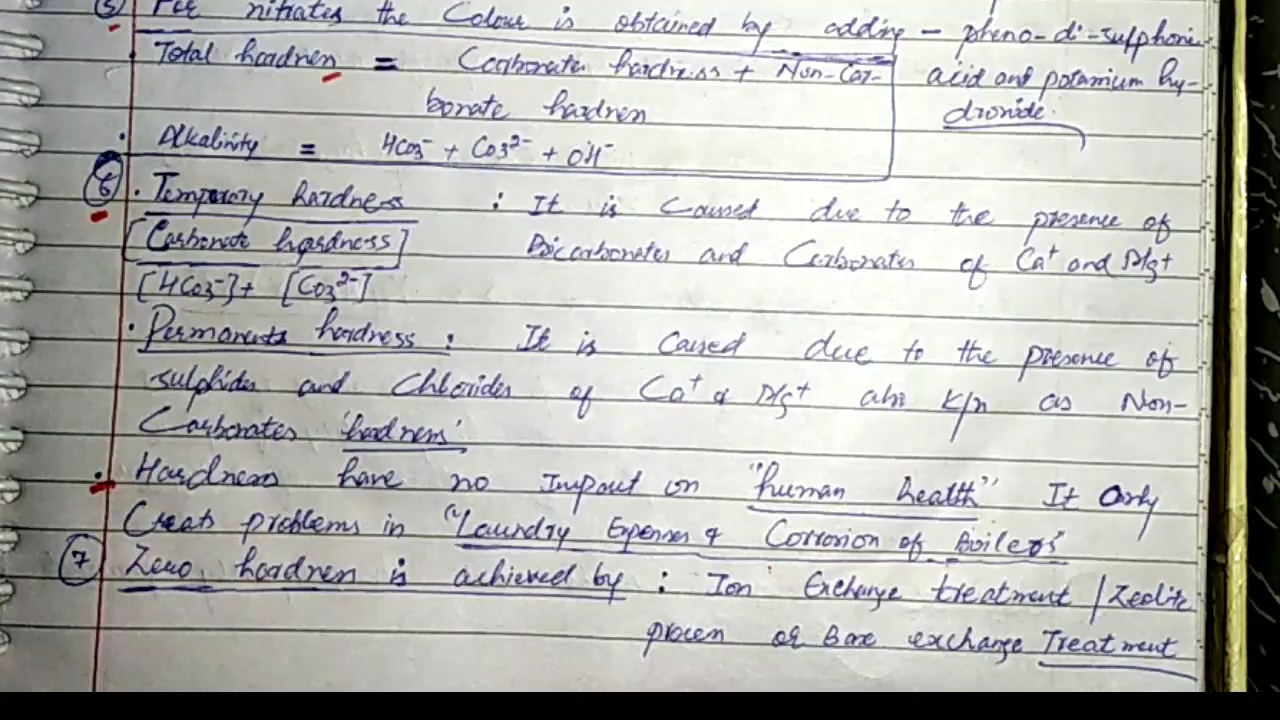 (5) For nitrates the Colour is obtained by adding - pheno-di-sulphonic
acid and potassium hy-
droxide.
• Total hardness = Carbonate hardness + Non-Car-
bonate hardness
• Alkalinity = HCO3⁻ + CO3²⁻ + OH⁻
(6) • Temporary hardness : It is Caused due to the presence of
[Carbonate hardness] Bicarbonates and Carbonates of Ca⁺ and Mg⁺
[HCO3⁻] + [CO3²⁻]
• Permanents hardness : It is Caused due to the presence of
sulphides and Chlorides of Ca⁺ & Mg⁺ also k/n as Non-
Carbonates 'hardness'
• Hardness have no Impact on "human health" It Only
Creats problems in "Laundry Expenses & Corrosion of Boilers"
(7) Zero hardness is achieved by : Ion Exchange treatment / Zeolite
process or Base exchange Treatment